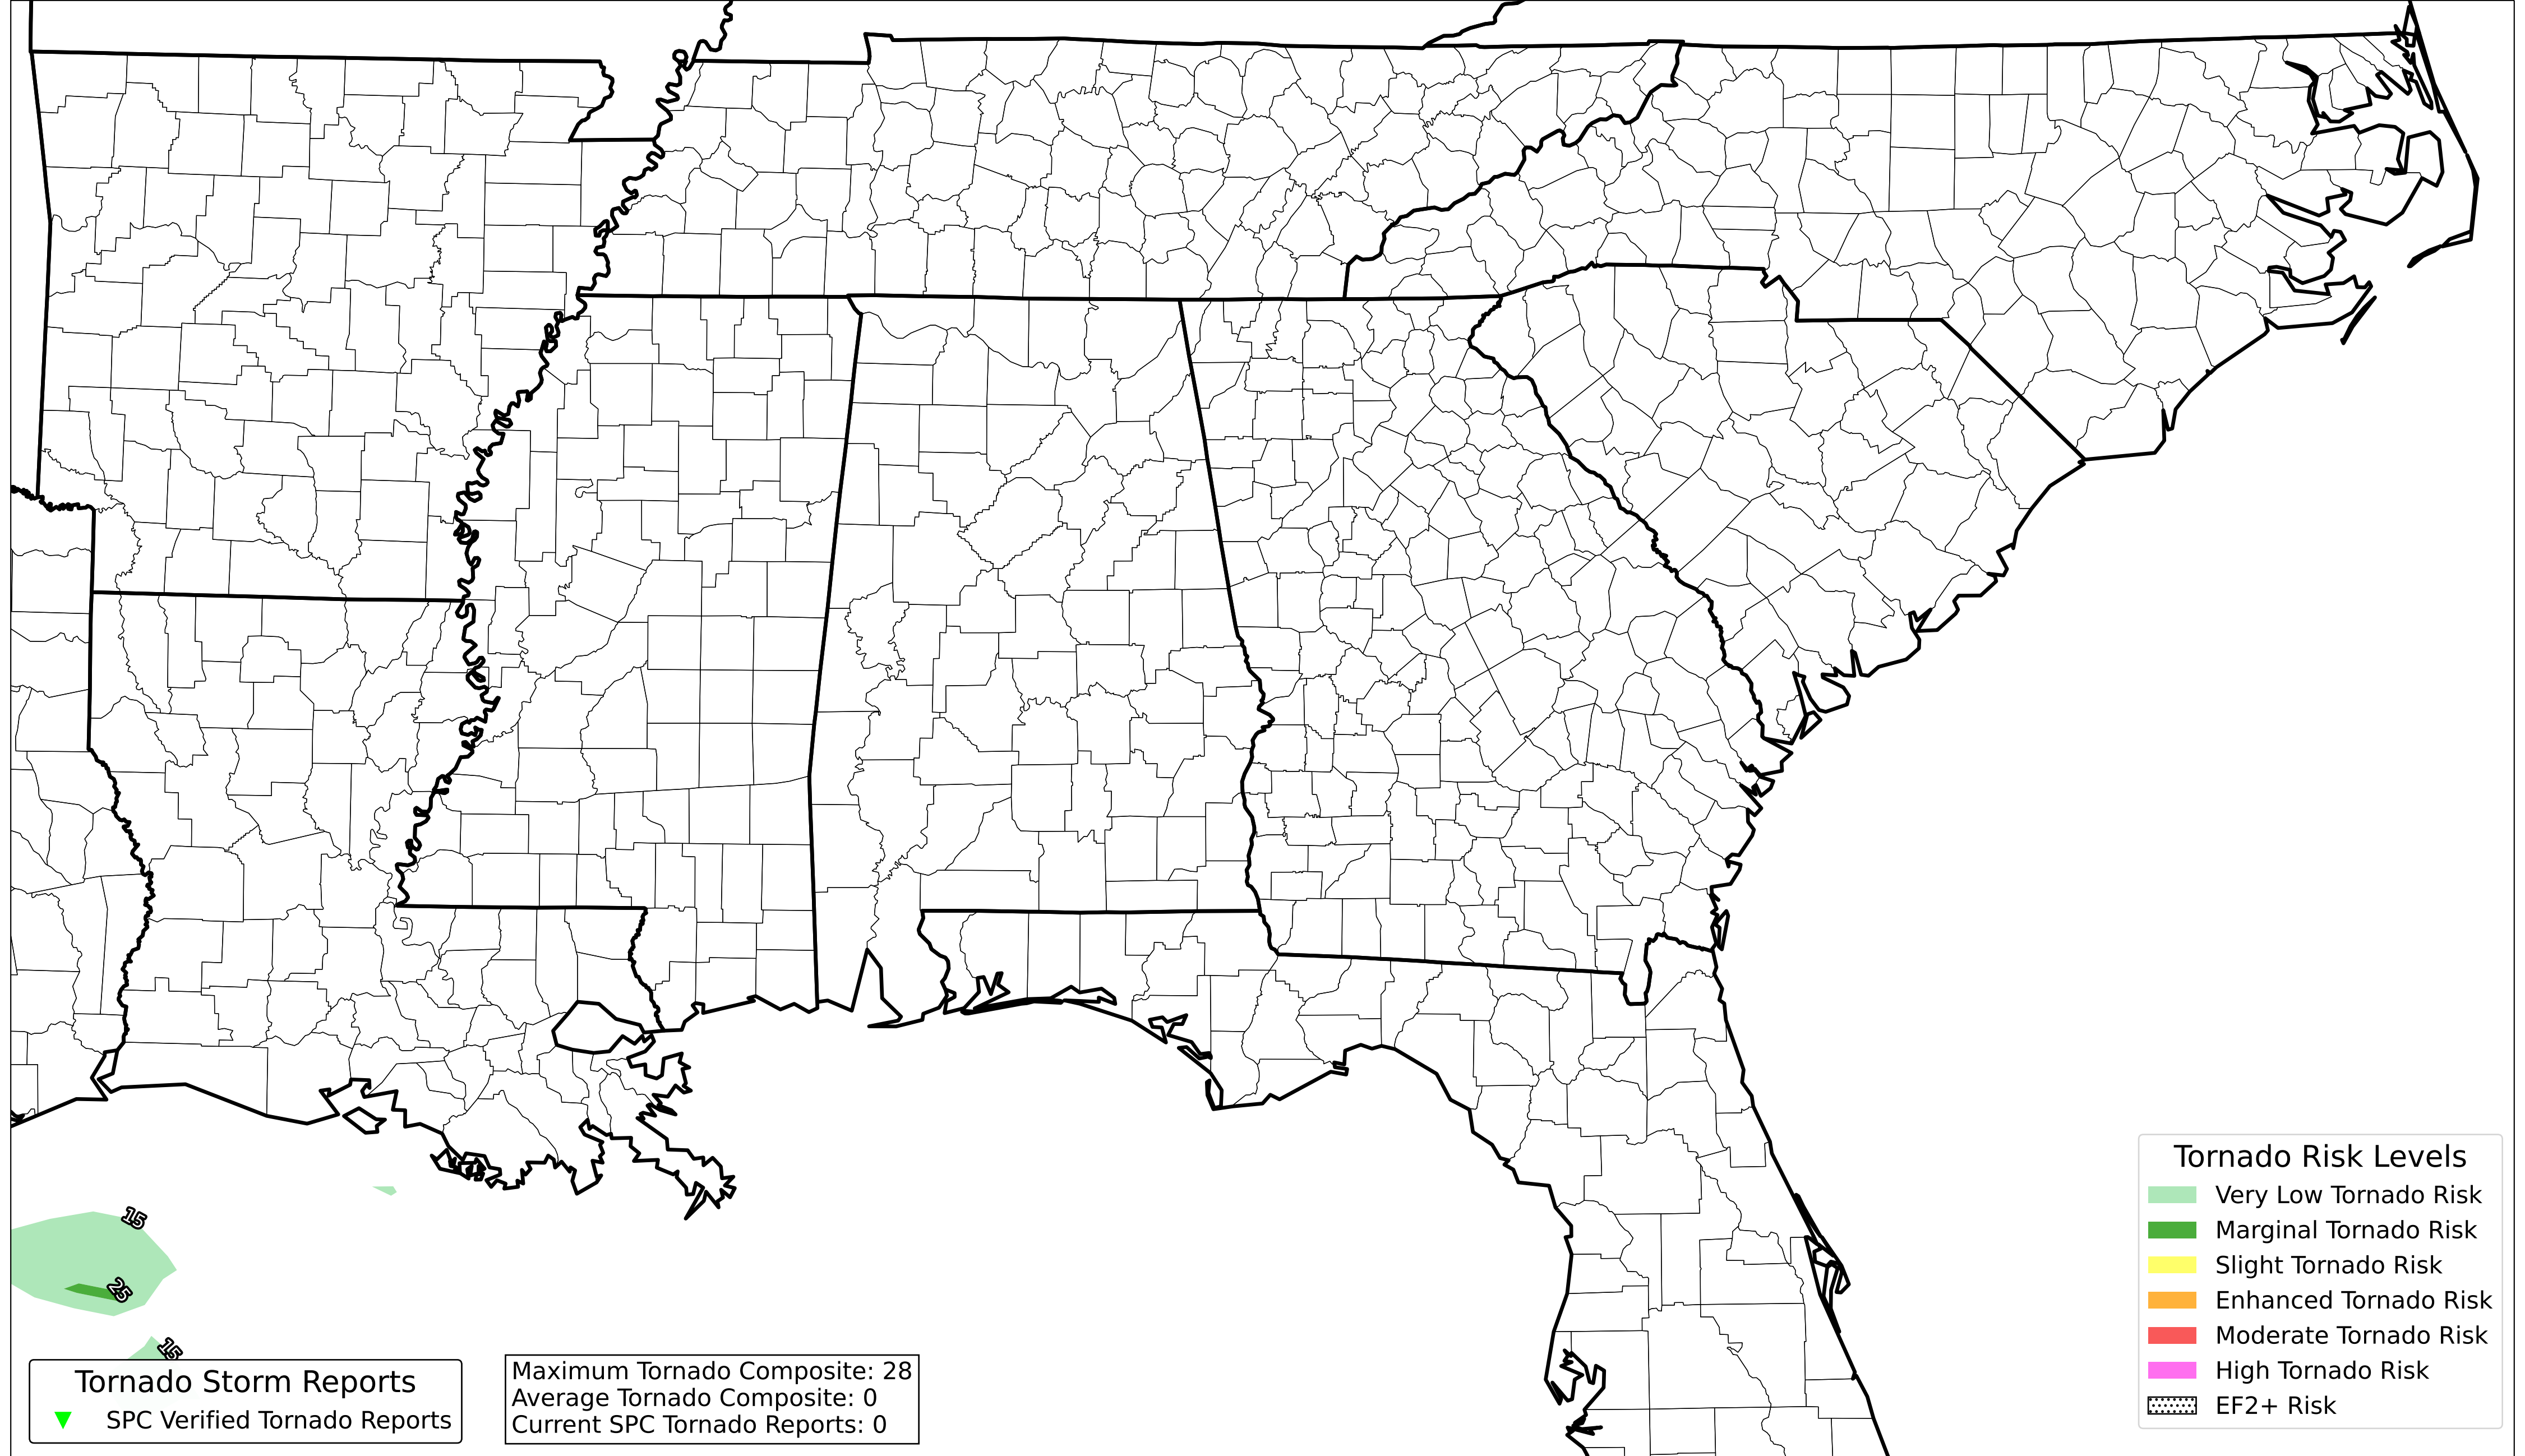 15
25
15
Tornado Storm Reports
SPC Verified Tornado Reports
Maximum Tornado Composite: 28
Average Tornado Composite: 0
Current SPC Tornado Reports: 0
Tornado Risk Levels
Very Low Tornado Risk
Marginal Tornado Risk
Slight Tornado Risk
Enhanced Tornado Risk
Moderate Tornado Risk
High Tornado Risk
EF2+ Risk